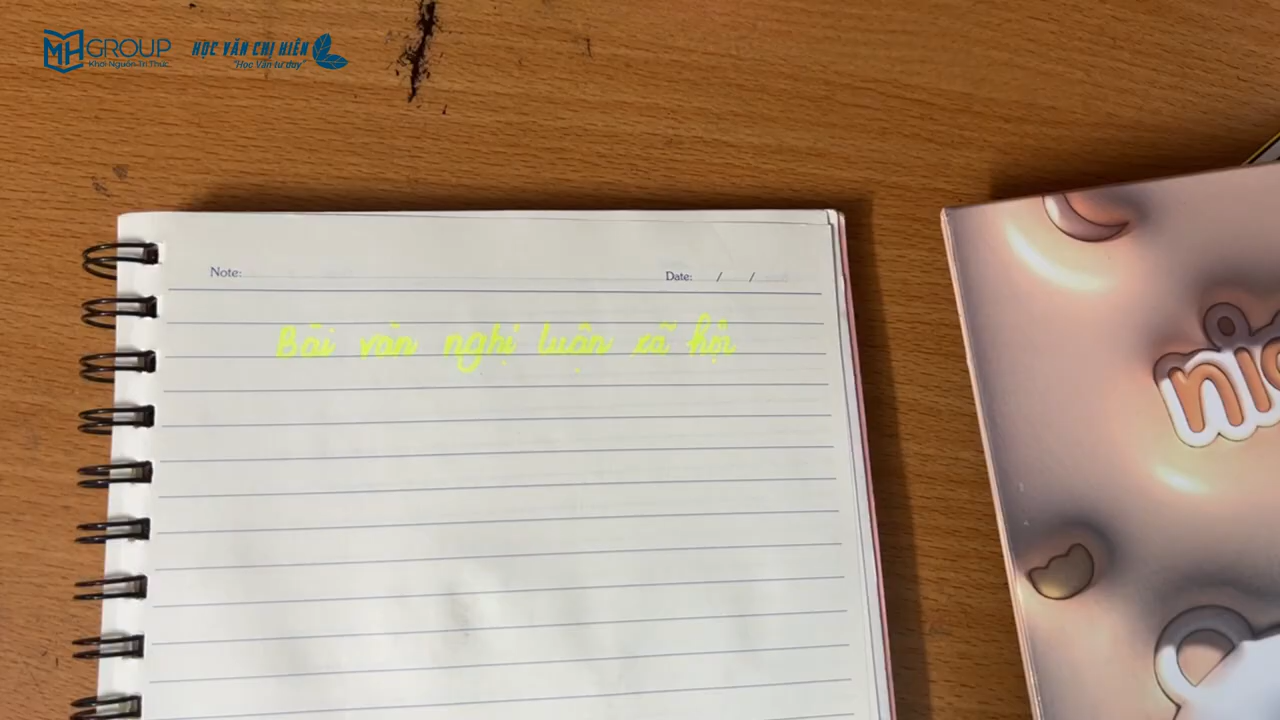 MH GROUP
Khơi Nguồn Tri Thức
HỌC VĂN CHỊ HIÊN
"Học Văn tư duy"
Note:
Date: / /
Bài văn nghị luận xã hội